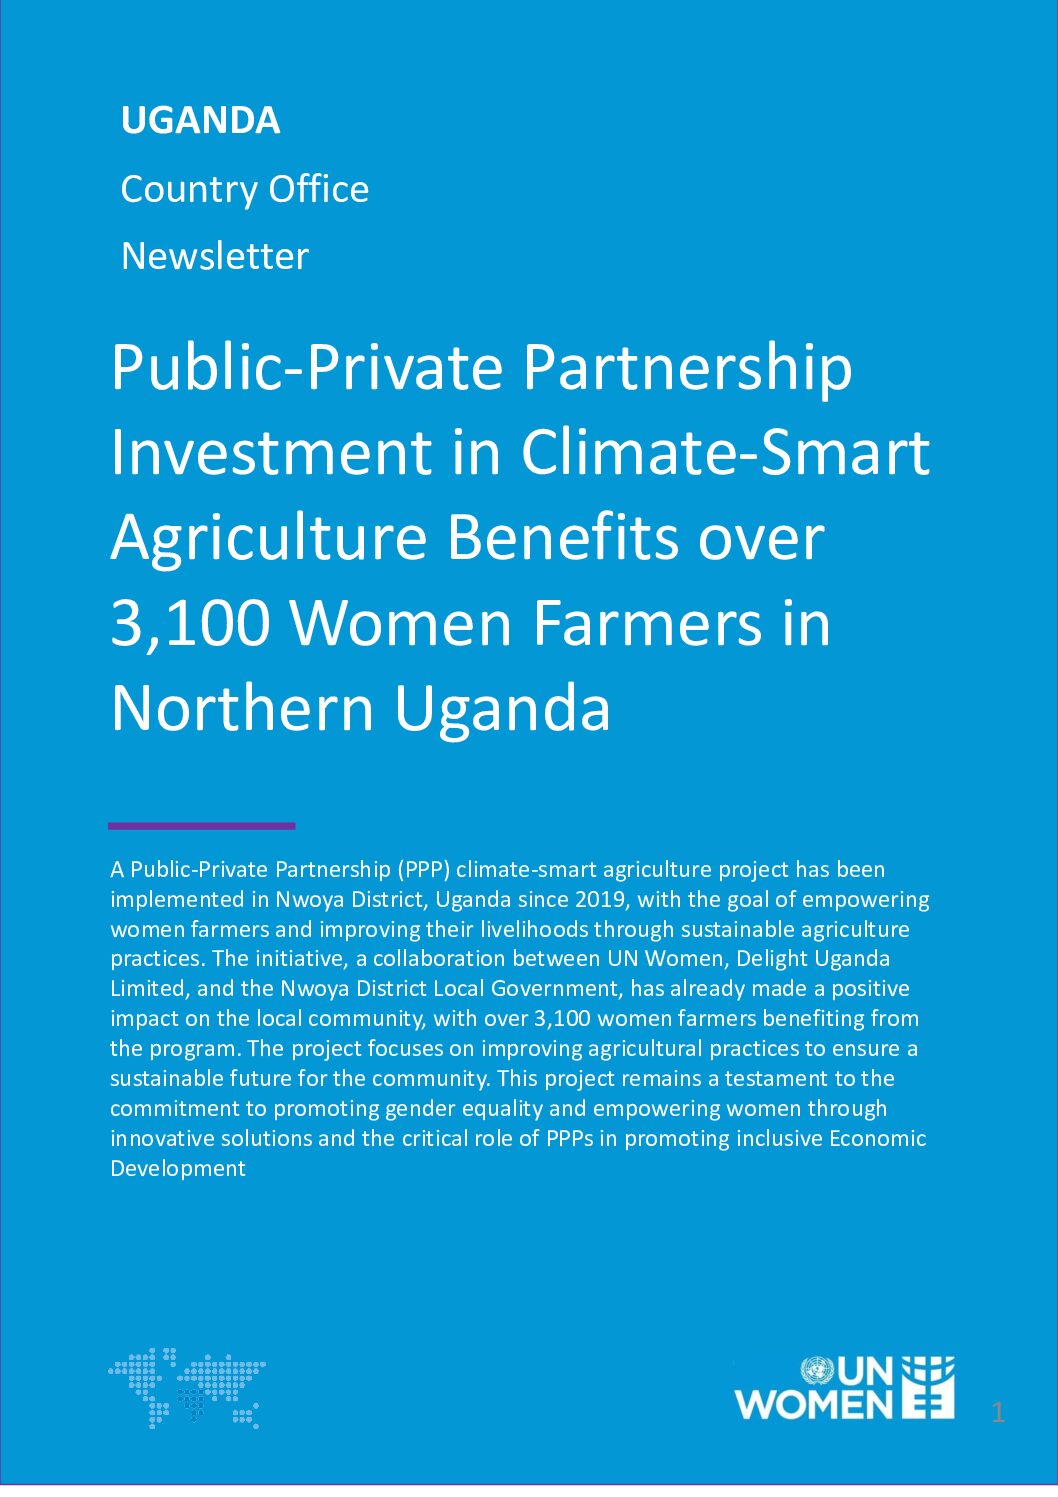 UGANDA
Country Office
Newsletter
Public-Private Partnership
Investment in Climate-Smart
Agriculture Benefits over
3,100 Women Farmers in
Northern Uganda
A Public-Private Partnership (PPP) climate-smart agriculture project has been
implemented in Nwoya District, Uganda since 2019, with the goal of empowering
women farmers and improving their livelihoods through sustainable agriculture
practices. The initiative, a collaboration between UN Women, Delight Uganda
Limited, and the Nwoya District Local Government, has already made a positive
impact on the local community, with over 3,100 women farmers benefiting from
the program. The project focuses on improving agricultural practices to ensure a
sustainable future for the community. This project remains a testament to the
commitment to promoting gender equality and empowering women through
innovative solutions and the critical role of PPPs in promoting inclusive Economic
Development
UN
WOMEN
1